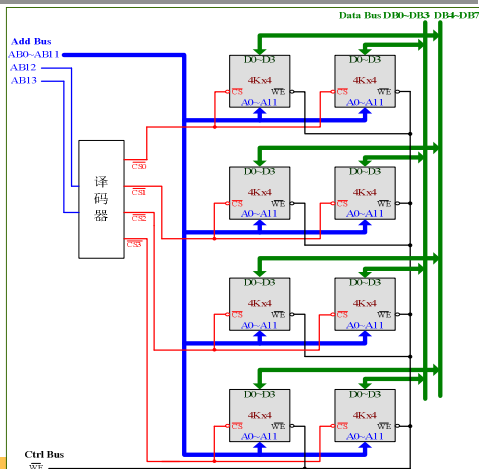 Data Bus DB0~DB3 DB4~DB7
Add Bus
AB0~AB11
AB12
AB13
D0~D3 D0~D3
4Kx4 4Kx4
CS WE CS WE
A0~A11 A0~A11
CS0
D0~D3 D0~D3
译码器
4Kx4 4Kx4
CS1
CS WE CS WE
A0~A11 A0~A11
CS2
CS3
D0~D3 D0~D3
4Kx4 4Kx4
CS WE CS WE
A0~A11 A0~A11
D0~D3 D0~D3
4Kx4 4Kx4
CS WE CS WE
A0~A11 A0~A11
Ctrl Bus
WE